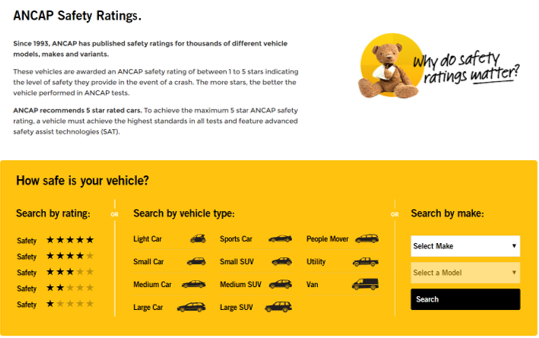 ANCAP Safety Ratings.
Since 1993, ANCAP has published safety ratings for thousands of different vehicle
models, makes and variants.
These vehicles are awarded an ANCAP safety rating of between 1 to 5 stars indicating
the level of safety they provide in the event of a crash. The more stars, the better the
vehicle performed in ANCAP tests.
ANCAP recommends 5 star rated cars. To achieve the maximum 5 star ANCAP safety
rating, a vehicle must achieve the highest standards in all tests and feature advanced
safety assist technologies (SAT).
Why do safety
ratings matter?
How safe is your vehicle?
Search by rating:
Safety
Safety
Safety
Safety
Safety
OR
Search by vehicle type:
Light Car
Sports Car
People Mover
Small Car
Small SUV
Utility
Medium Car
Medium SUV
Van
Large Car
Large SUV
OR
Search by make:
Select Make
Select a Model
Search